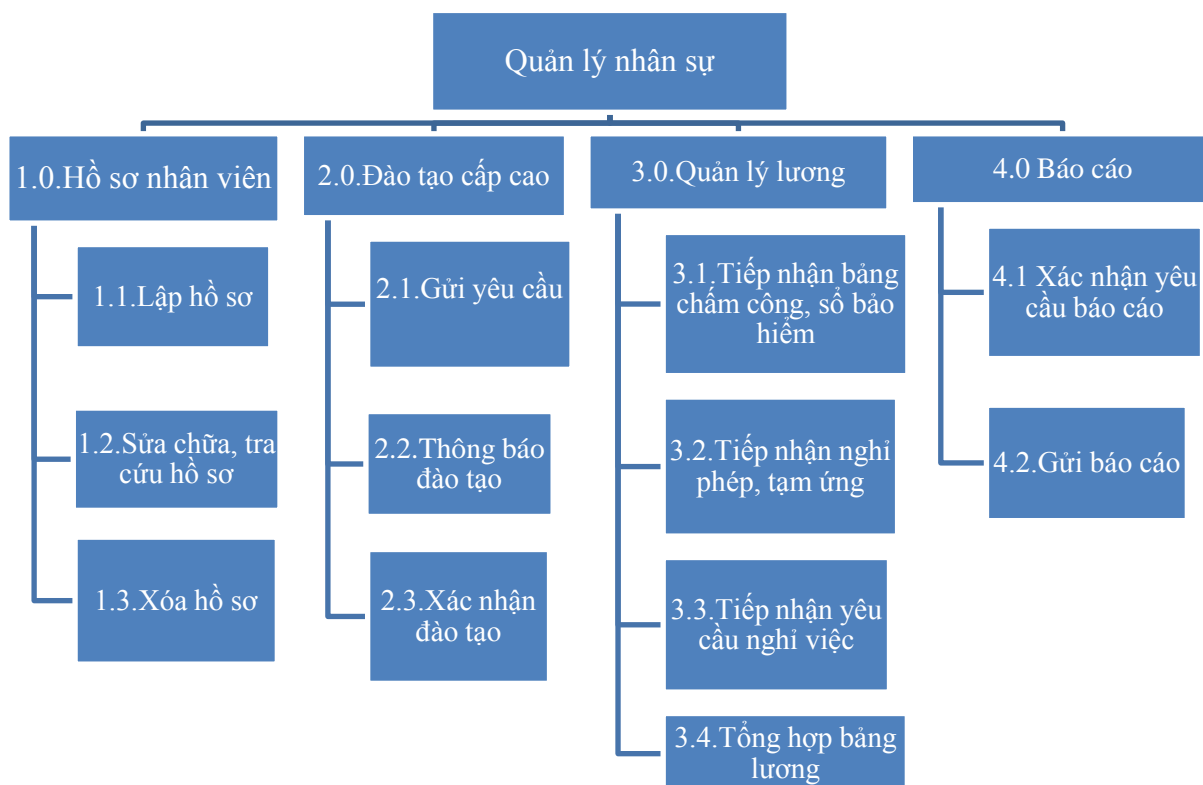 Quản lý nhân sự
1.0.Hồ sơ nhân viên
1.1.Lập hồ sơ
1.2.Sửa chữa, tra
cứu hồ sơ
1.3.Xóa hồ sơ
2.0.Đào tạo cấp cao
2.1.Gửi yêu cầu
2.2.Thông báo
đào tạo
2.3.Xác nhận
đào tạo
3.0.Quản lý lương
3.1.Tiếp nhận bảng
chấm công, sổ bảo
hiểm
3.2.Tiếp nhận nghỉ
phép, tạm ứng
3.3.Tiếp nhận yêu
cầu nghỉ việc
3.4.Tổng hợp bảng
lương
4.0 Báo cáo
4.1 Xác nhận yêu
cầu báo cáo
4.2.Gửi báo cáo